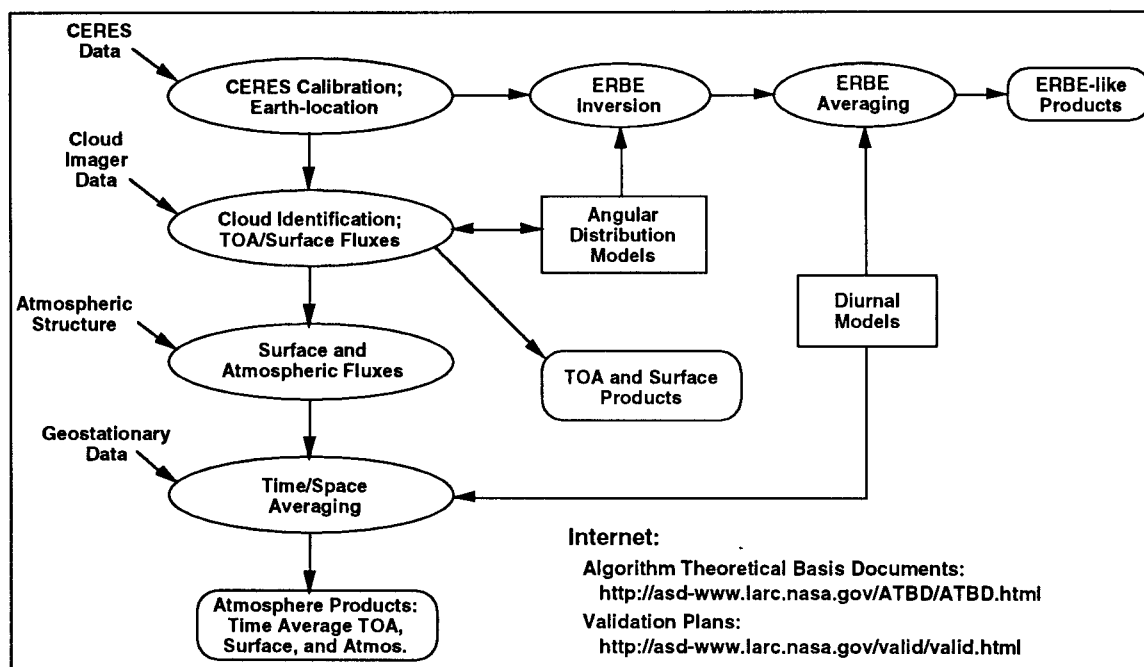 CERES
Data
CERES Calibration;
Earth-location
ERBE
Inversion
ERBE
Averaging
ERBE-like
Products
Cloud
Imager
Data
Cloud Identification;
TOA/Surface Fluxes
Angular
Distribution
Models
Diurnal
Models
Atmospheric
Structure
Surface and
Atmospheric Fluxes
TOA and Surface
Products
Geostationary
Data
Time/Space
Averaging
Internet:
Algorithm Theoretical Basis Documents:
http://asd-www.larc.nasa.gov/ATBD/ATBD.html
Validation Plans:
http://asd-www.larc.nasa.gov/valid/valid.html
Atmosphere Products:
Time Average TOA,
Surface, and Atmos.